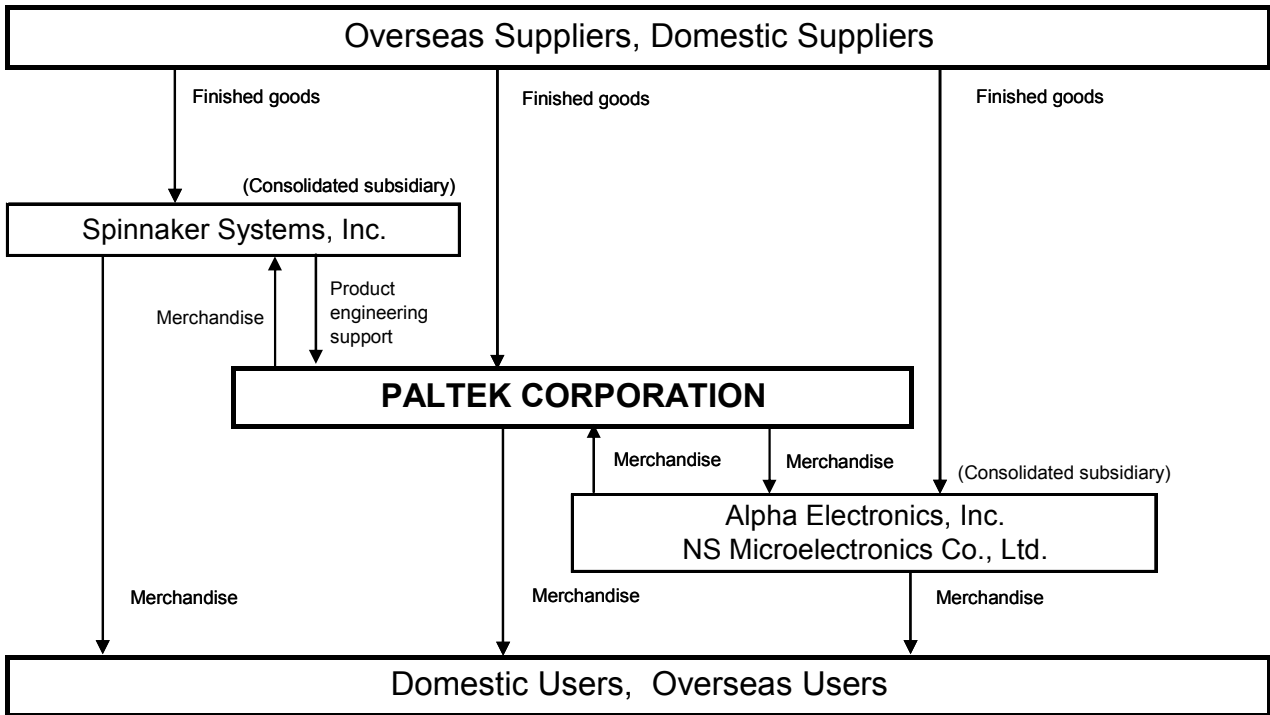 Overseas Suppliers, Domestic Suppliers
Finished goods
Finished goods
Finished goods
(Consolidated subsidiary)
Spinnaker Systems, Inc.
Merchandise
Product
engineering
support
PALTEK CORPORATION
Merchandise
Merchandise
(Consolidated subsidiary)
Alpha Electronics, Inc.
NS Microelectronics Co., Ltd.
Merchandise
Merchandise
Merchandise
Domestic Users, Overseas Users